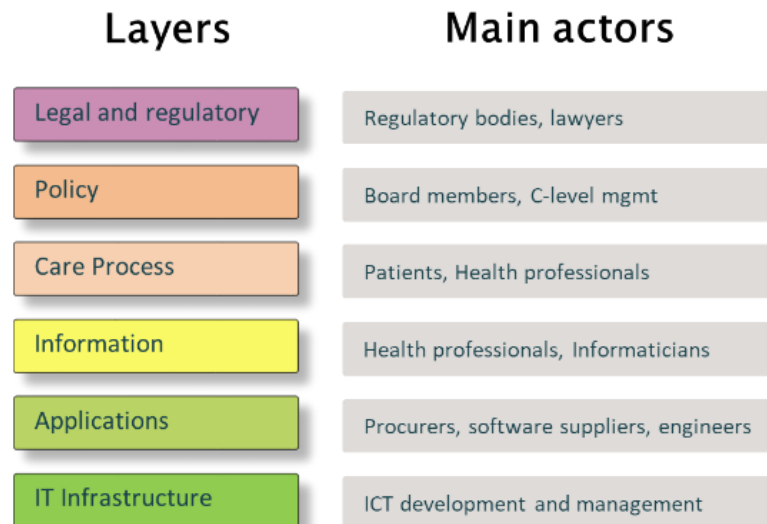 Layers Main actors
Legal and regulatory Regulatory bodies, lawyers
Policy Board members, C-level mgmt
Care Process Patients, Health professionals
Information Health professionals, Informaticians
Applications Procurers, software suppliers, engineers
IT Infrastructure ICT development and management